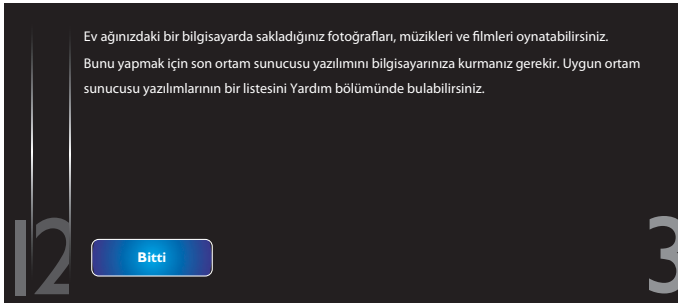 Ev ağınızdaki bir bilgisayarda sakladığınız fotoğrafları, müzikleri ve filmleri oynatabilirsiniz.
Bunu yapmak için son ortam sunucusu yazılımını bilgisayarınıza kurmanız gerekir. Uygun ortam
sunucusu yazılımlarının bir listesini Yardım bölümünde bulabilirsiniz.
12
3
Bitti